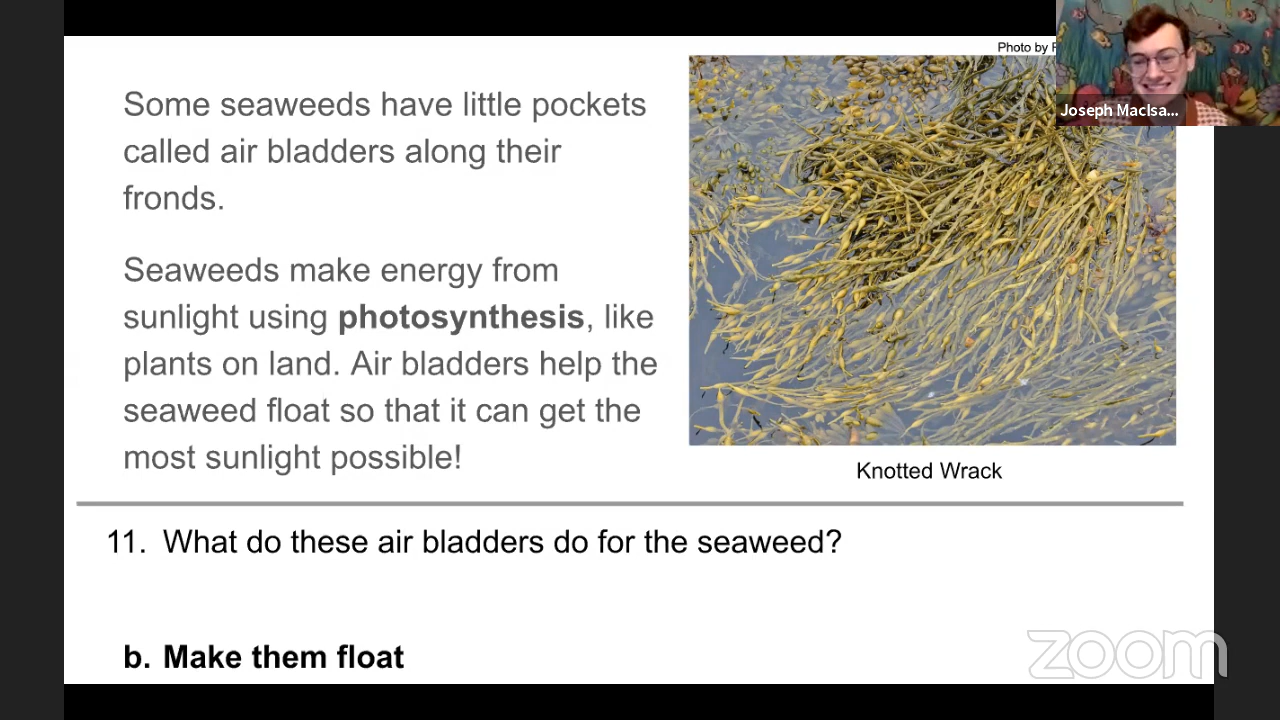 Photo by
Joseph MacIsa...
Some seaweeds have little pockets
called air bladders along their
fronds.
Seaweeds make energy from
sunlight using photosynthesis, like
plants on land. Air bladders help the
seaweed float so that it can get the
most sunlight possible!
Knotted Wrack
11. What do these air bladders do for the seaweed?
b. Make them float
zoom